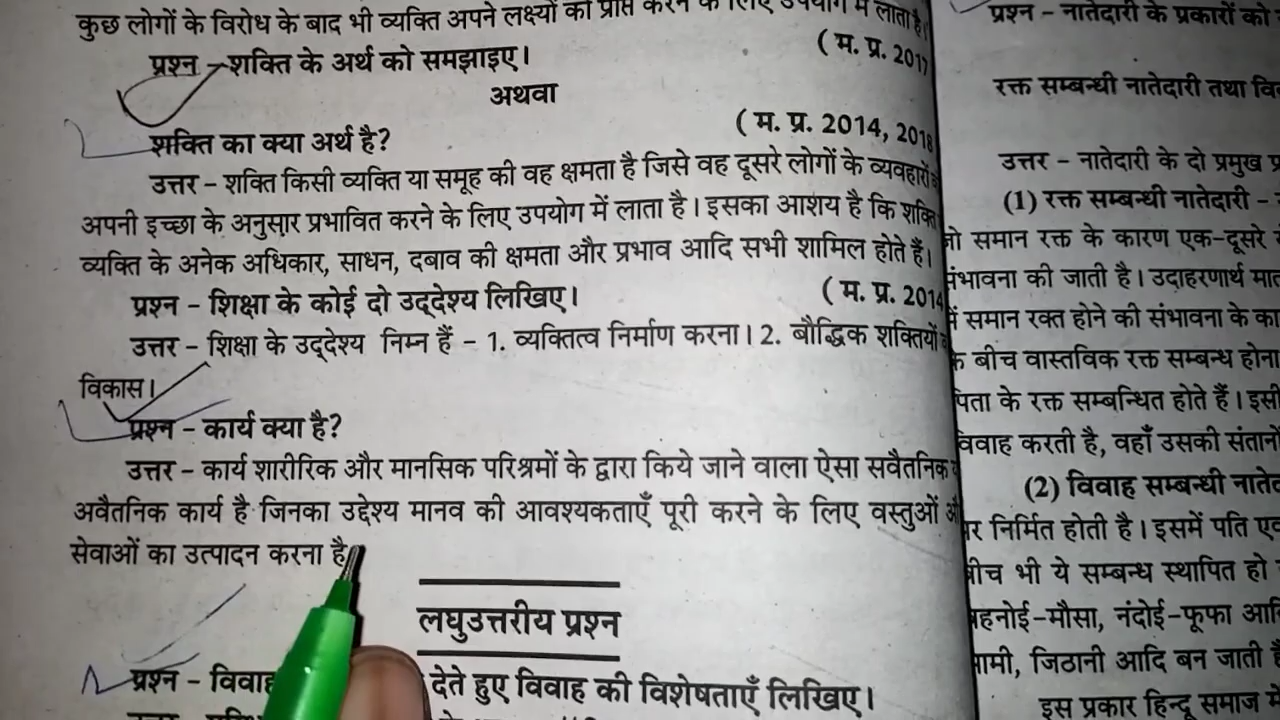 कुछ लोगों के विरोध के बाद भी व्यक्ति अपने लक्ष्यों को प्राप्त करने के लिए उपयोग में लाता है।
प्रश्न – शक्ति के अर्थ को समझाइए।
( म. प्र. 2017
अथवा
शक्ति का क्या अर्थ है?
( म. प्र. 2014, 2018
उत्तर – शक्ति किसी व्यक्ति या समूह की वह क्षमता है जिसे वह दूसरे लोगों के व्यवहारों
अपनी इच्छा के अनुसार प्रभावित करने के लिए उपयोग में लाता है। इसका आशय है कि शक्ति
व्यक्ति के अनेक अधिकार, साधन, दबाव की क्षमता और प्रभाव आदि सभी शामिल होते हैं।
प्रश्न – शिक्षा के कोई दो उद्देश्य लिखिए।
( म. प्र. 2014
उत्तर – शिक्षा के उद्देश्य निम्न हैं – 1. व्यक्तित्व निर्माण करना। 2. बौद्धिक शक्तियों
विकास।
प्रश्न – कार्य क्या है?
उत्तर – कार्य शारीरिक और मानसिक परिश्रमों के द्वारा किये जाने वाला ऐसा सवैतनिक
अवैतनिक कार्य है जिनका उद्देश्य मानव की आवश्यकताएँ पूरी करने के लिए वस्तुओं
सेवाओं का उत्पादन करना है
लघुउत्तरीय प्रश्न
प्रश्न – विवाह देते हुए विवाह की विशेषताएँ लिखिए।
प्रश्न – नातेदारी के प्रकारों को
रक्त सम्बन्धी नातेदारी तथा
उत्तर – नातेदारी के दो प्रमुख
(1) रक्त सम्बन्धी नातेदारी –
समान रक्त के कारण एक-दूसरे
की जाती है। उदाहरणार्थ
समान रक्त होने की संभावना के
बीच वास्तविक रक्त सम्बन्ध होना
पिता के रक्त सम्बन्धित होते हैं। इसी
विवाह करती है, वहाँ उसकी
(2) विवाह सम्बन्धी
निर्मित होती है। इसमें पति
भी ये सम्बन्ध स्थापित हो
बहनोई-मौसा, नंदोई-फूफा
मामी, जिठानी आदि बन जाती
इस प्रकार हिन्दू समाज में